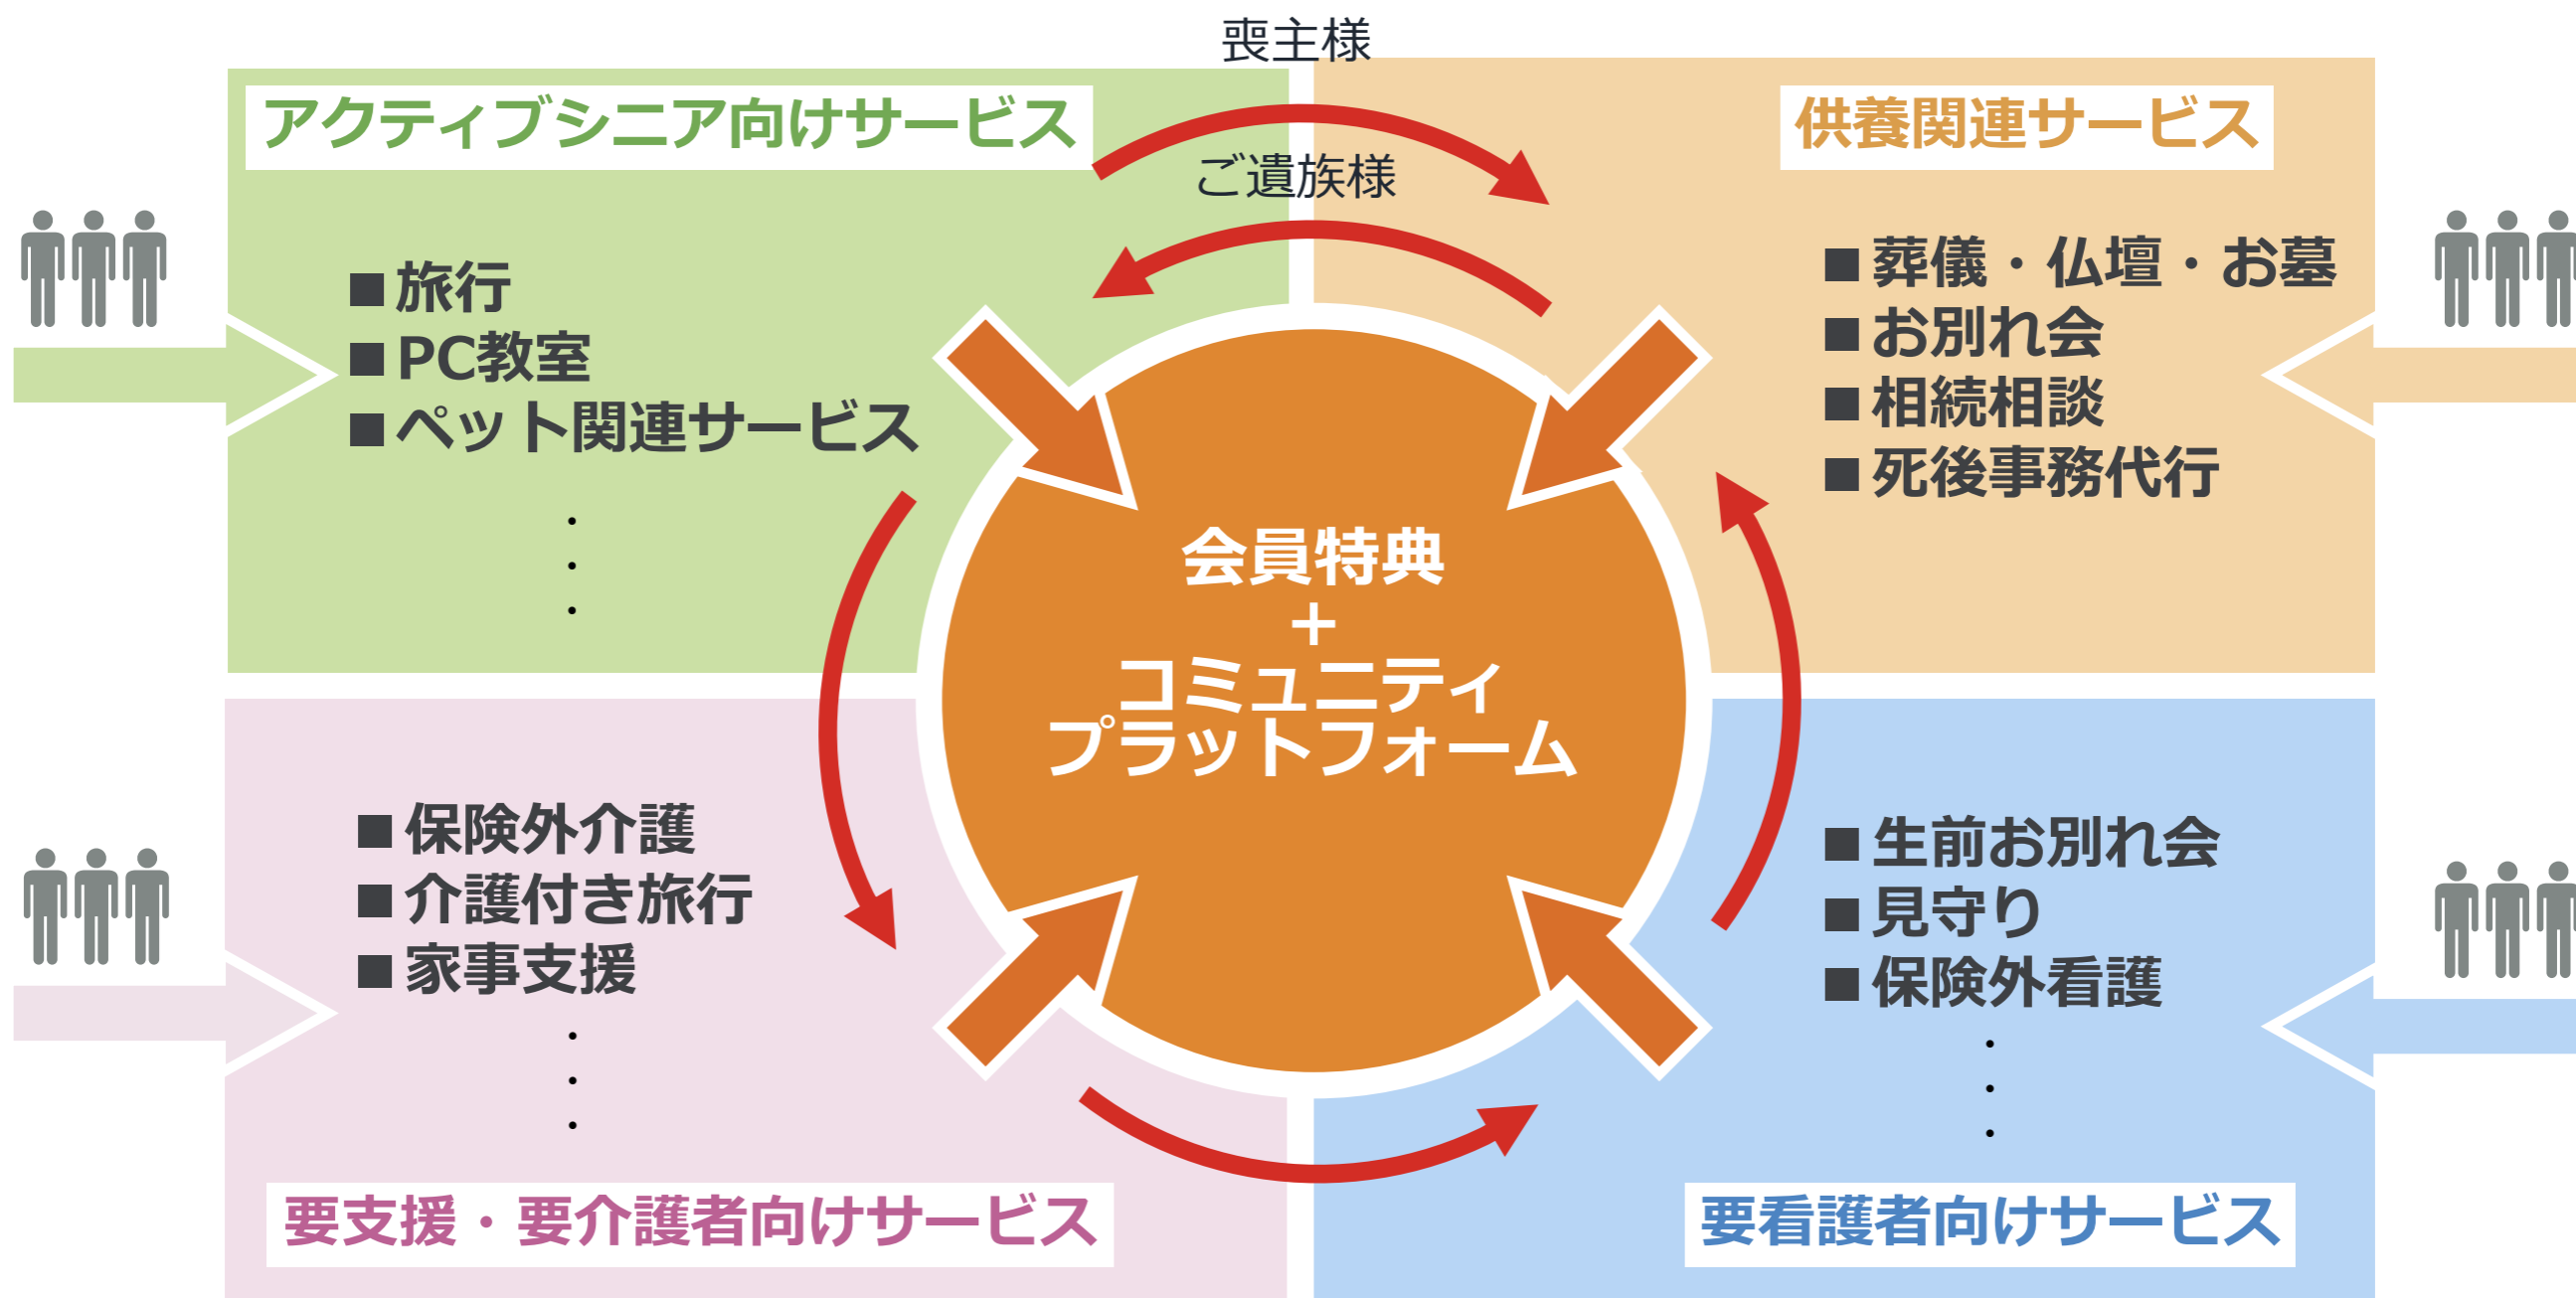 喪主様
ご遺族様
アクティブシニア向けサービス
■旅行
■PC教室
■ペット関連サービス
・
・
・
供養関連サービス
■葬儀・仏壇・お墓
■お別れ会
■相続相談
■死後事務代行
会員特典
+
コミュニティ
プラットフォーム
■保険外介護
■介護付き旅行
■家事支援
・
・
・
要支援・要介護者向けサービス
■生前お別れ会
■見守り
■保険外看護
・
・
・
要看護者向けサービス